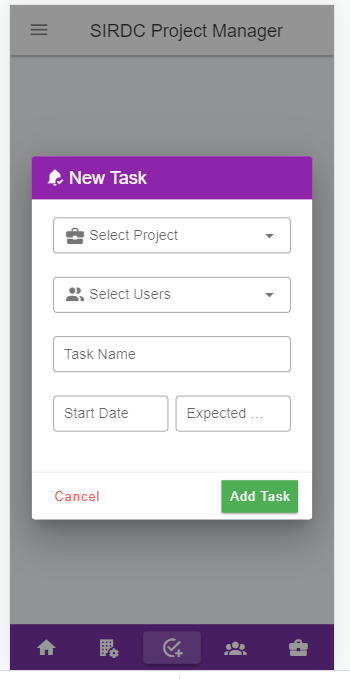 SIRDC Project Manager
New Task
Select Project
Select Users
Task Name
Start Date
Expected ...
Cancel
Add Task